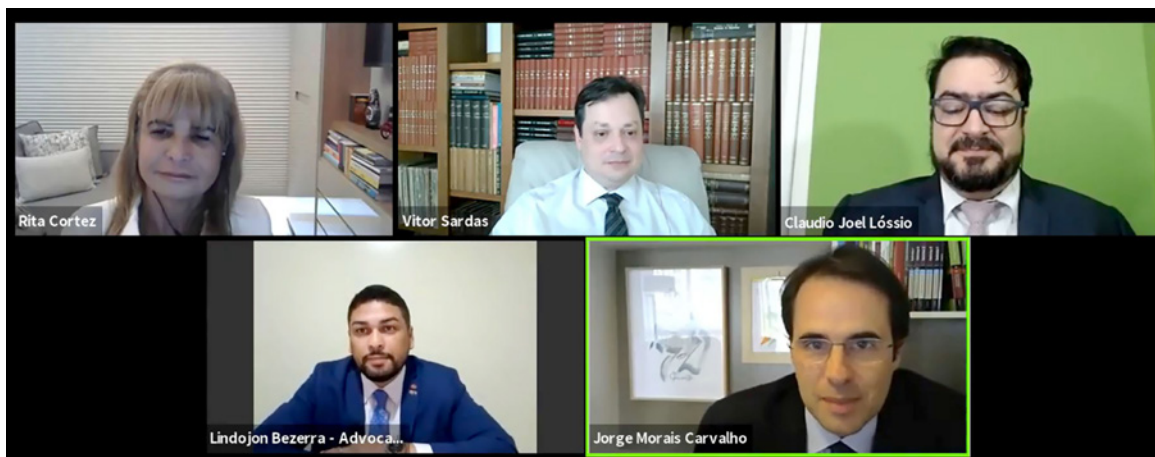 Rita Cortez
Vitor Sardas
Claudio Joel Lóssio
Lindojon Bezerra - Advoca...
Jorge Morais Carvalho